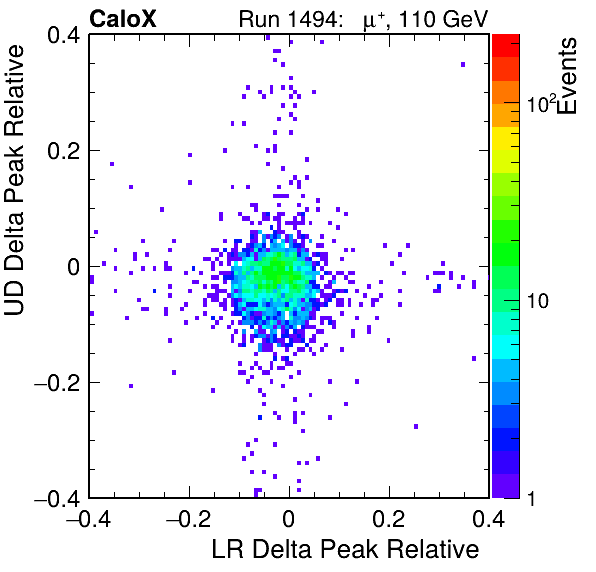 CaloX Run 1494: μ⁺, 110 GeV
UD Delta Peak Relative
0.4
0.2
0
−0.2
−0.4
−0.4 −0.2 0 0.2 0.4
LR Delta Peak Relative
Events
10²
10
1